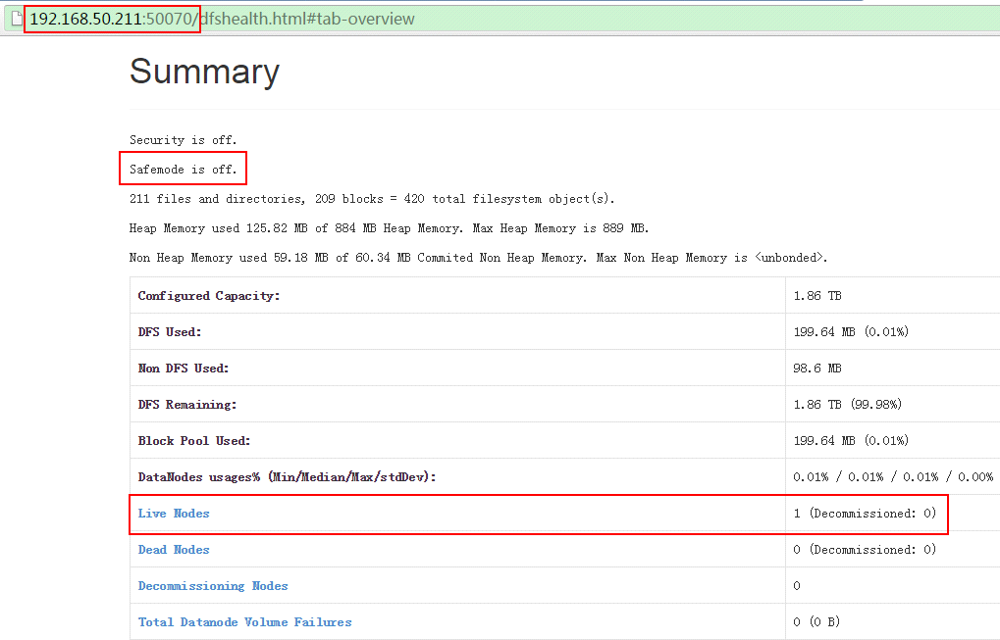 192.168.50.211:50070/dfshealth.html#tab-overview
Summary
Security is off.
Safemode is off.
211 files and directories, 209 blocks = 420 total filesystem object(s).
Heap Memory used 125.82 MB of 884 MB Heap Memory. Max Heap Memory is 889 MB.
Non Heap Memory used 59.18 MB of 60.34 MB Commited Non Heap Memory. Max Non Heap Memory is <unbonded>.
Configured Capacity: 1.86 TB
DFS Used: 199.64 MB (0.01%)
Non DFS Used: 98.6 MB
DFS Remaining: 1.86 TB (99.98%)
Block Pool Used: 199.64 MB (0.01%)
DataNodes usages% (Min/Median/Max/stdDev): 0.01% / 0.01% / 0.01% / 0.00%
Live Nodes 1 (Decommissioned: 0)
Dead Nodes 0 (Decommissioned: 0)
Decommissioning Nodes 0
Total Datanode Volume Failures 0 (0 B)